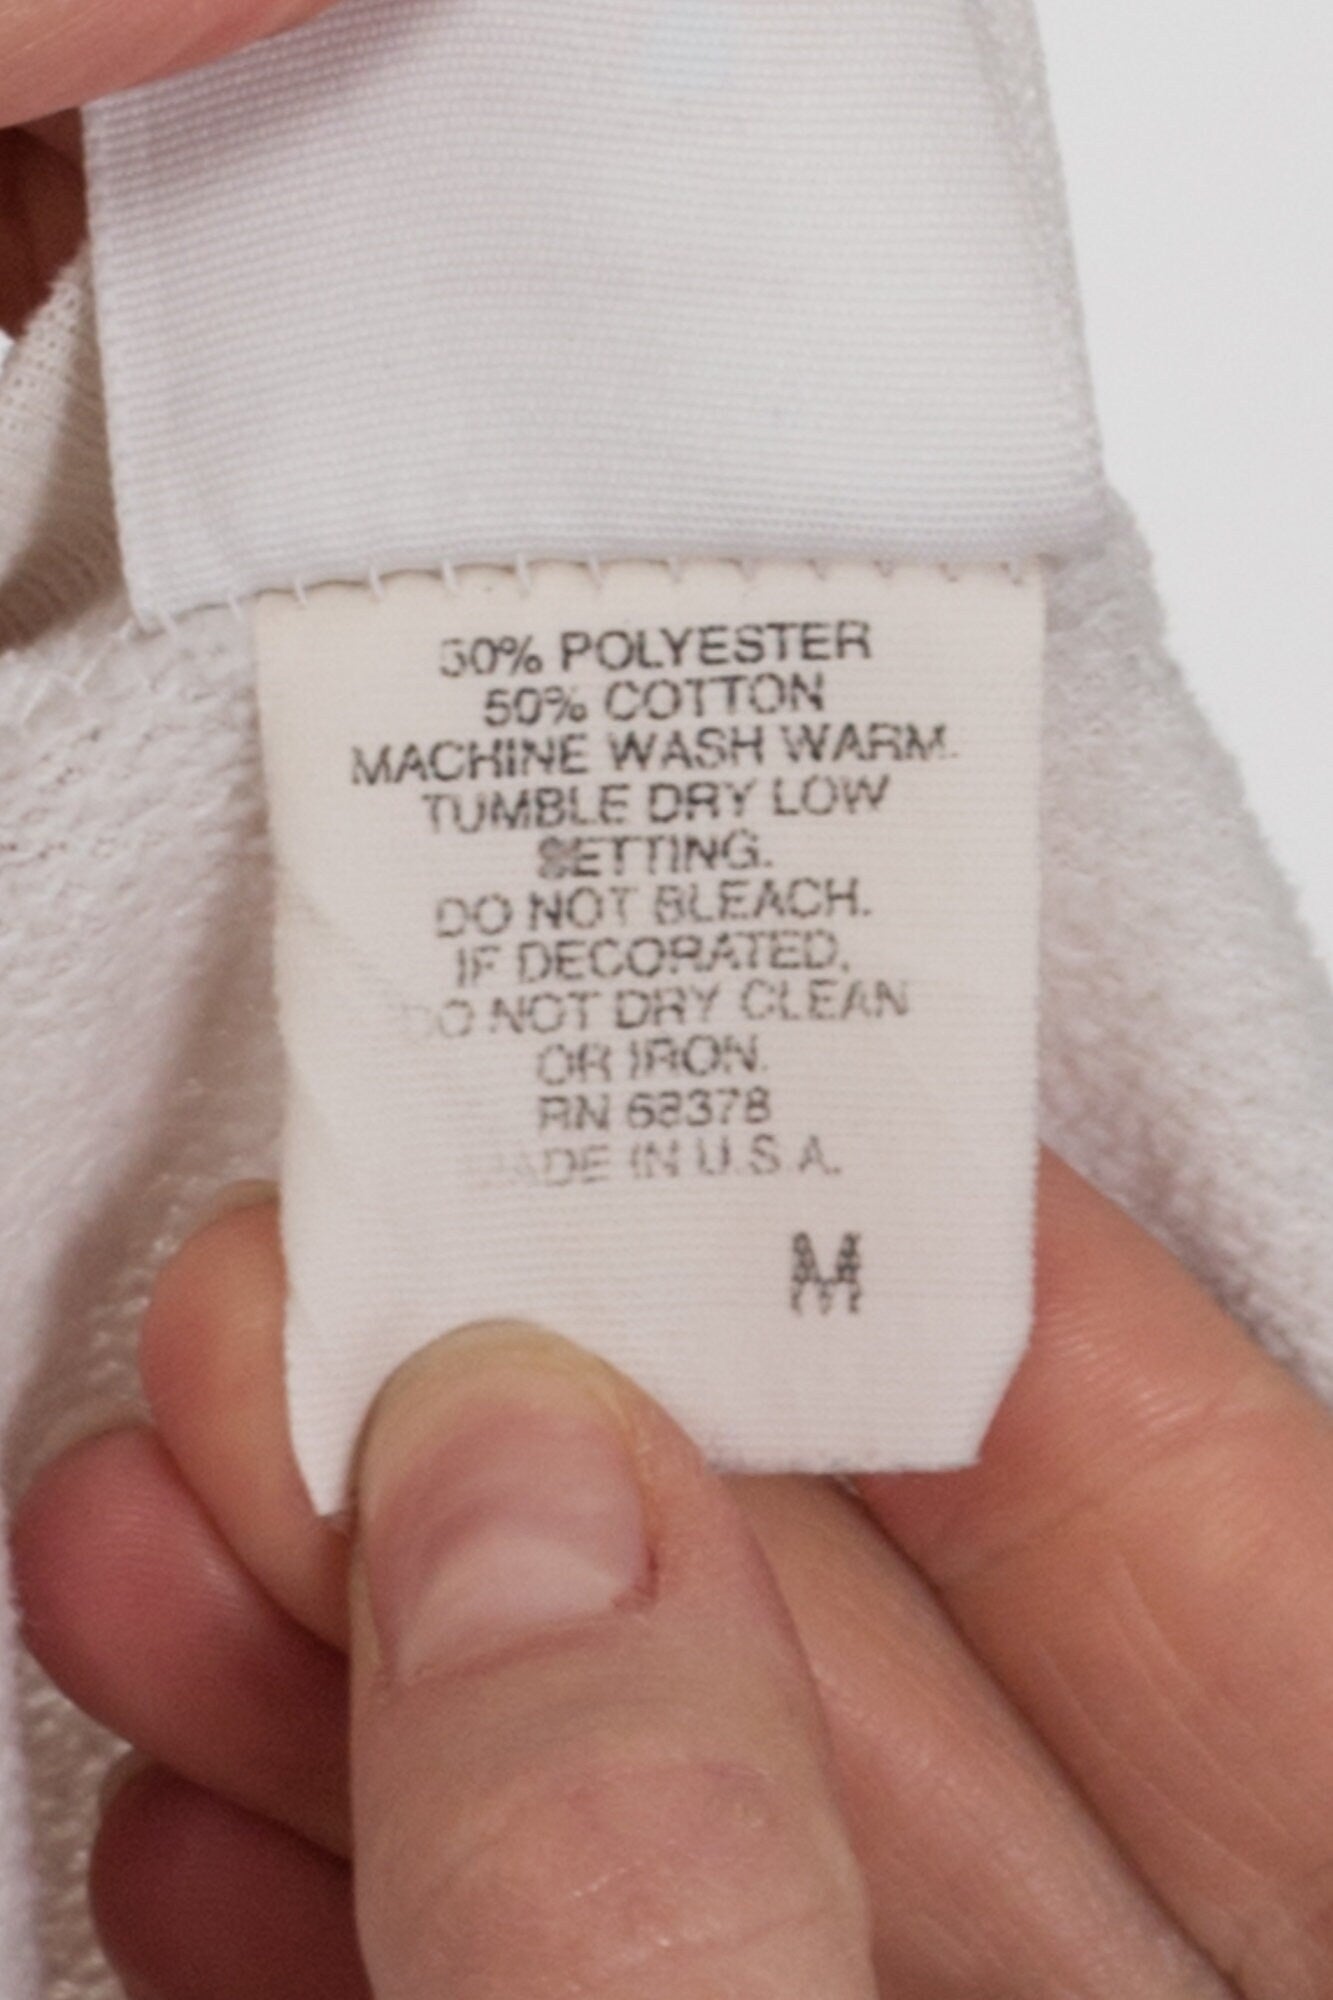 50% POLYESTER
50% COTTON
MACHINE WASH WARM.
TUMBLE DRY LOW
SETTING.
DO NOT BLEACH.
IF DECORATED,
DO NOT DRY CLEAN
OR IRON.
RN 68378
MADE IN U.S.A.
M